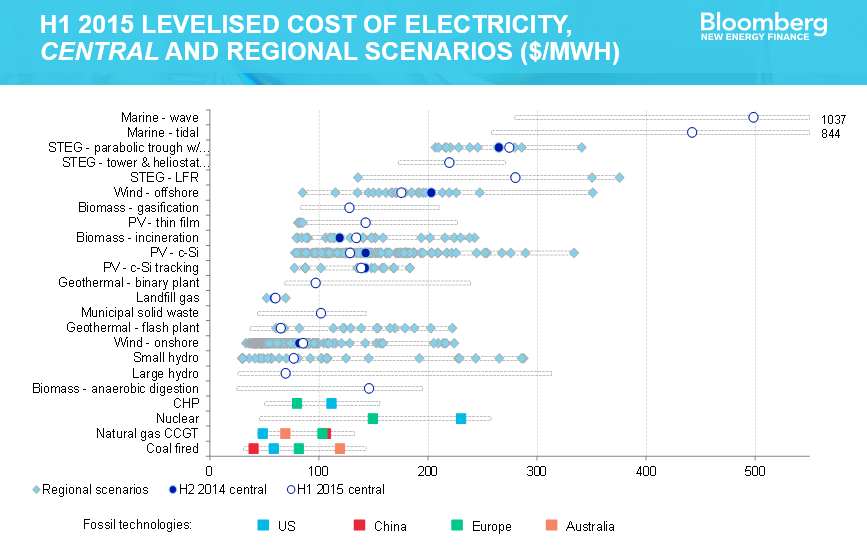 H1 2015 LEVELISED COST OF ELECTRICITY,
CENTRAL AND REGIONAL SCENARIOS ($/MWH)
Bloomberg
NEW ENERGY FINANCE
Marine - wave
1037
Marine - tidal
844
STEG - parabolic trough w/...
STEG - tower & heliostat...
STEG - LFR
Wind - offshore
Biomass - gasification
PV - thin film
Biomass - incineration
PV - c-Si
PV - c-Si tracking
Geothermal - binary plant
Landfill gas
Municipal solid waste
Geothermal - flash plant
Wind - onshore
Small hydro
Large hydro
Biomass - anaerobic digestion
CHP
Nuclear
Natural gas CCGT
Coal fired
0 100 200 300 400 500
Regional scenarios H2 2014 central H1 2015 central
Fossil technologies: US China Europe Australia